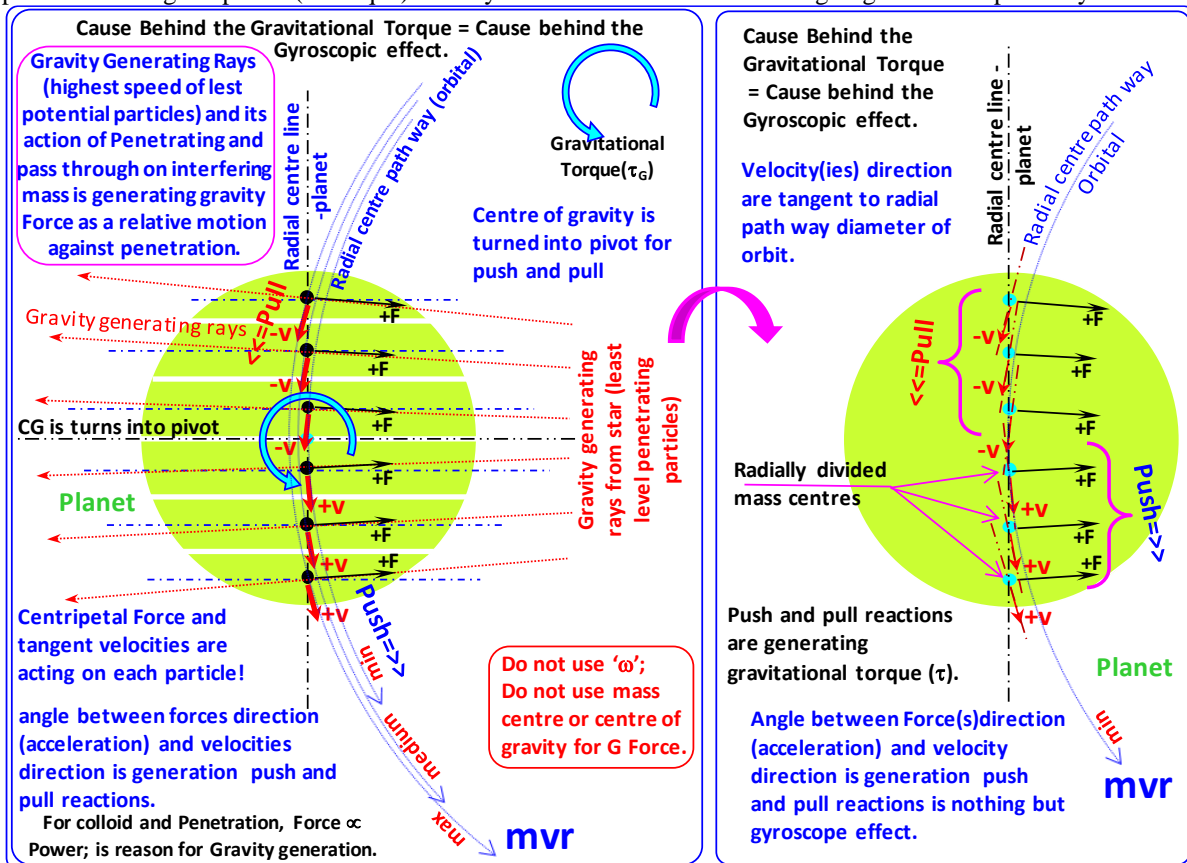 Cause Behind the Gravitational Torque = Cause behind the
Gyroscopic effect.
Gravity Generating Rays
(highest speed of lest
potential particles) and its
action of Penetrating and
pass through on interfering
mass is generating gravity
Force as a relative motion
against penetration.
Radial centre line
-planet
Radial centre path way (orbital)
Gravitational
Torque(τG)
Centre of gravity is
turned into pivot for
push and pull
<<=Pull
Gravity generating rays
-v
+F
-v
+F
-v
+F
CG is turns into pivot
+F
+v
+F
+v
+F
+v
Planet
Gravity generating
rays from star (least
level penetrating
particles)
Push=>>
Centripetal Force and
tangent velocities are
acting on each particle!
min
medium
max
mvr
Do not use ‘ω’;
Do not use mass
centre or centre of
gravity for G Force.
angle between forces direction
(acceleration) and velocities
direction is generation push and
pull reactions.
For colloid and Penetration, Force ∝
Power; is reason for Gravity generation.
Cause Behind the
Gravitational Torque
= Cause behind the
Gyroscopic effect.
Radial centre line -
planet
Radial centre path way
Orbital
Velocity(ies) direction
are tangent to radial
path way diameter of
orbit.
<<=Pull
-v
+F
-v
+F
-v
+F
Radially divided
mass centres
+F
+v
+F
+v
+F
+v
Push=>>
Push and pull reactions
are generating
gravitational torque (τ).
Planet
min
mvr
Angle between Force(s)direction
(acceleration) and velocity
direction is generation push
and pull reactions is nothing but
gyroscope effect.